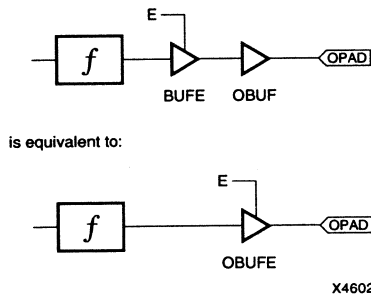 E
f
BUFE OBUF OPAD
is equivalent to:
E
f
OBUFE OPAD
X4602